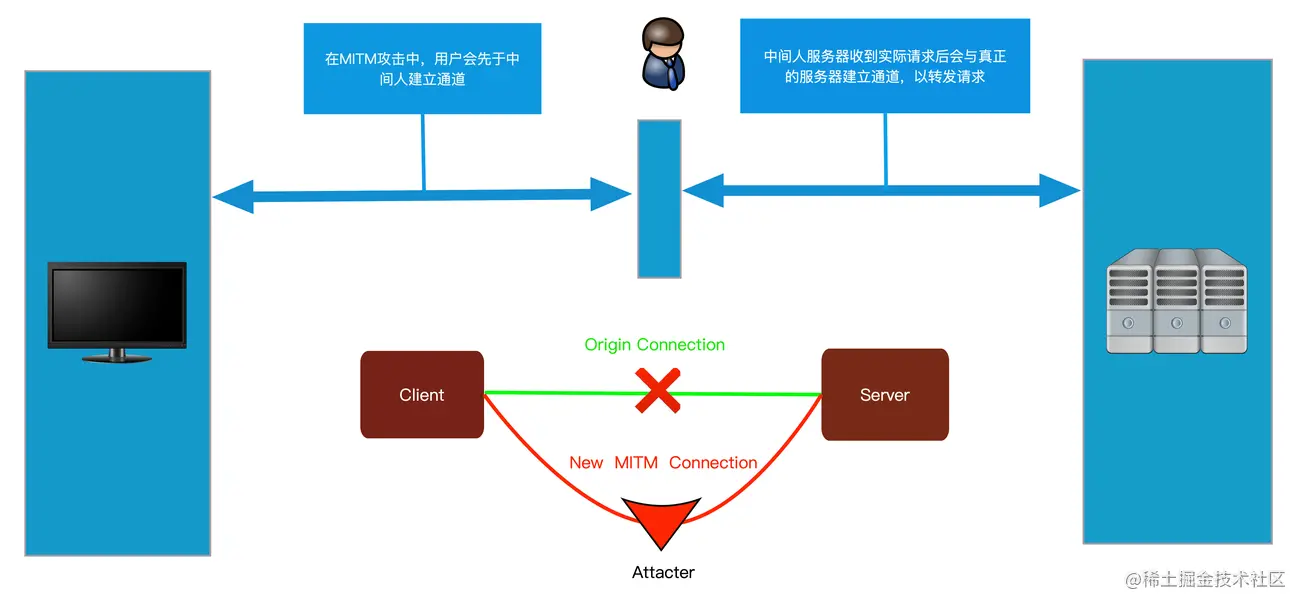 在MITM攻击中，用户会先于中
间人建立通道
中间人服务器收到实际请求后会与真正
的服务器建立通道，以转发请求
Origin Connection
Client
Server
New MITM Connection
Attacter
@稀土掘金技术社区